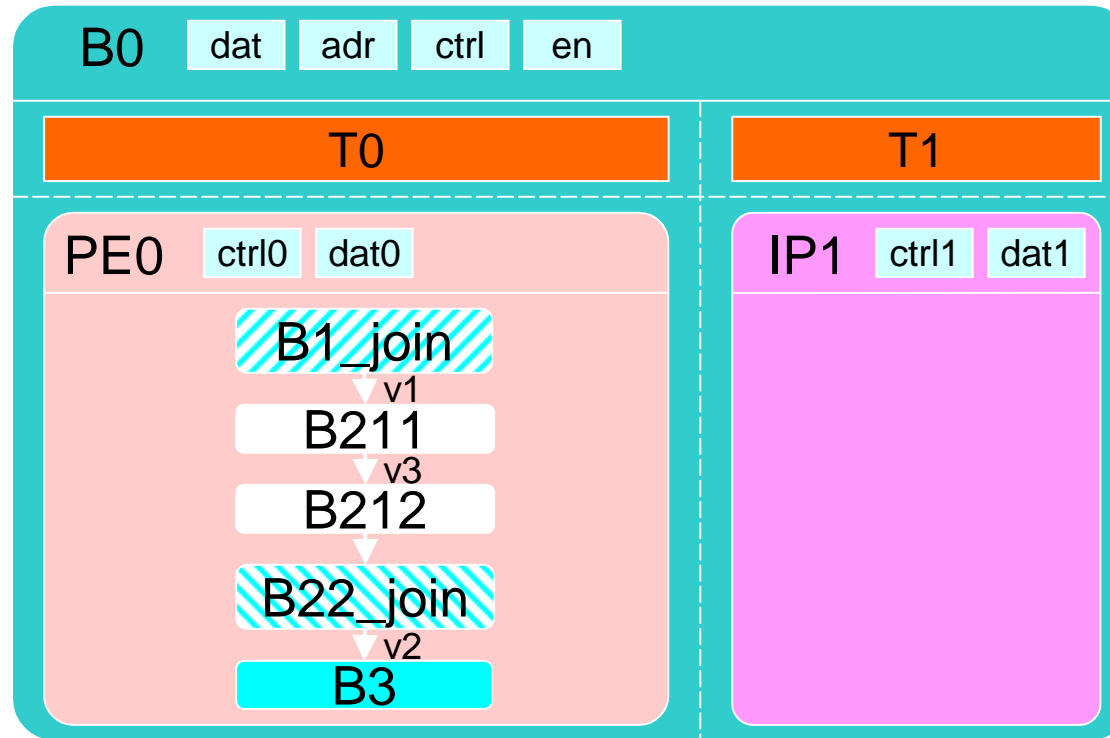 B0 dat adr ctrl en
T0 T1
PE0 ctrl0 dat0
IP1 ctrl1 dat1
B1_join
v1
B211
v3
B212
B22_join
v2
B3